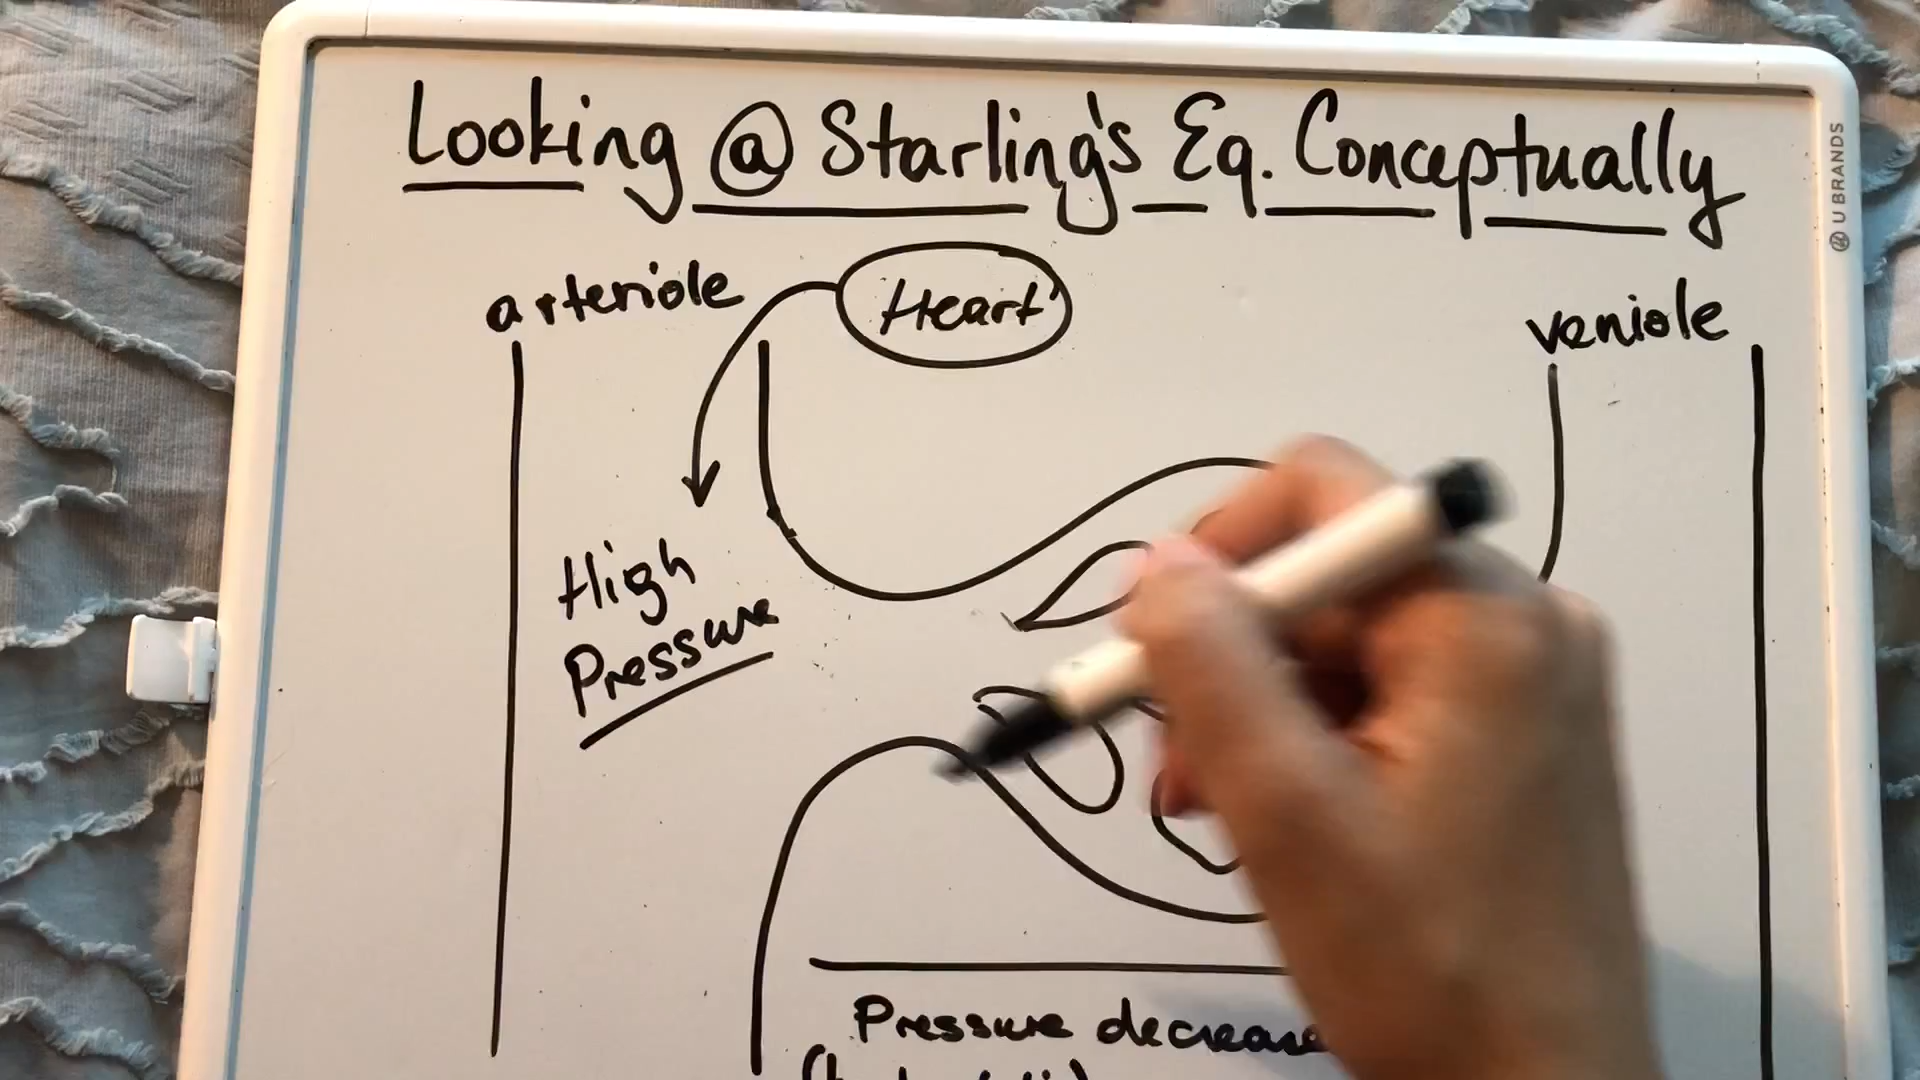 Looking @ Starling's Eq. Conceptually
arteriole
Heart
veniole
High
Pressure
Pressure decrease
U BRANDS